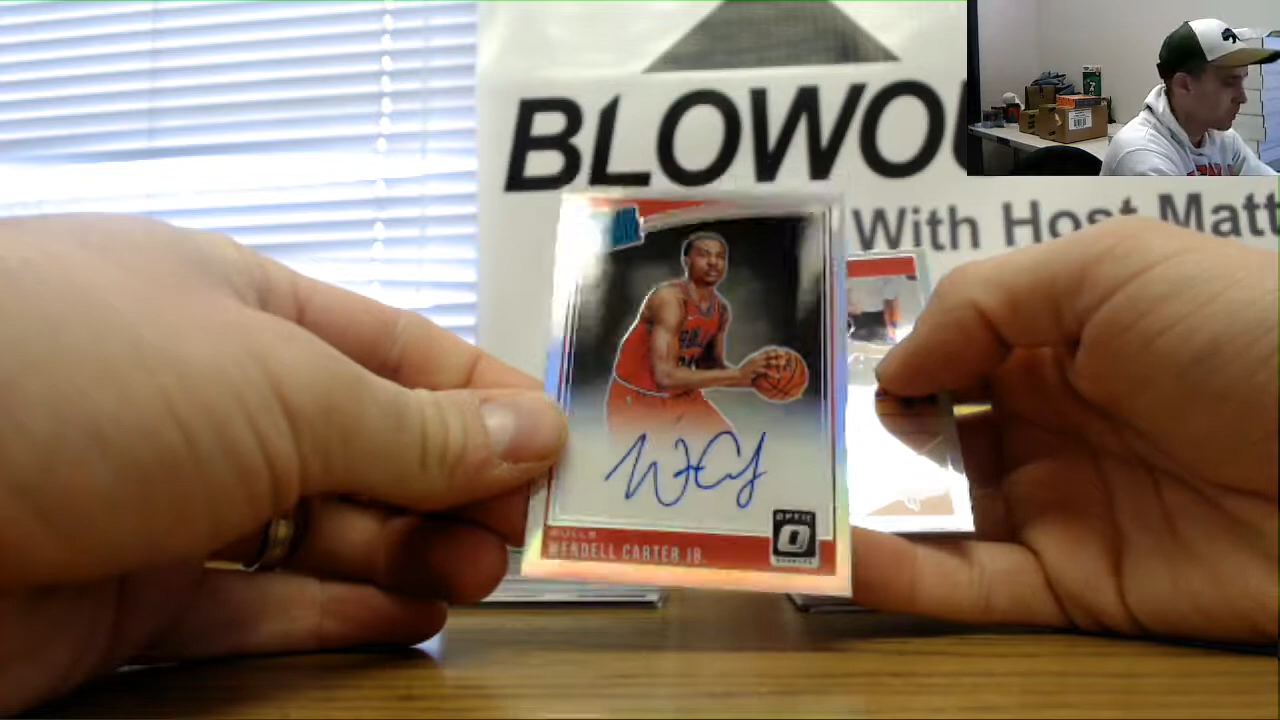 BLOWOU
With Host Matt
BULLS
WENDELL CARTER JR.
OPTIC